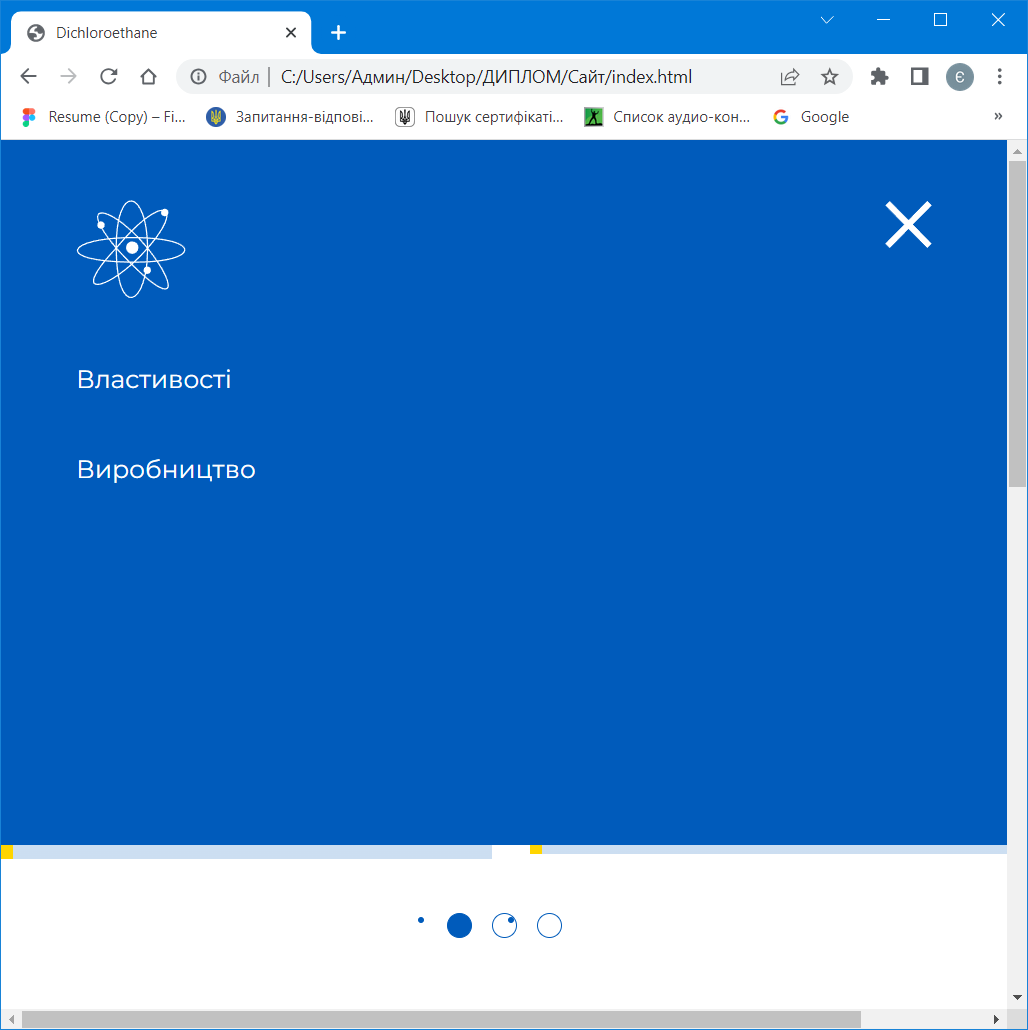 Dichloroethane
Файл | C:/Users/Админ/Desktop/ДИПЛОМ/Сайт/index.html
є
Resume (Copy) – Fi... Запитання-відпові... Пошук сертифікаті... Список аудио-кон... Google »
Властивості
Виробництво